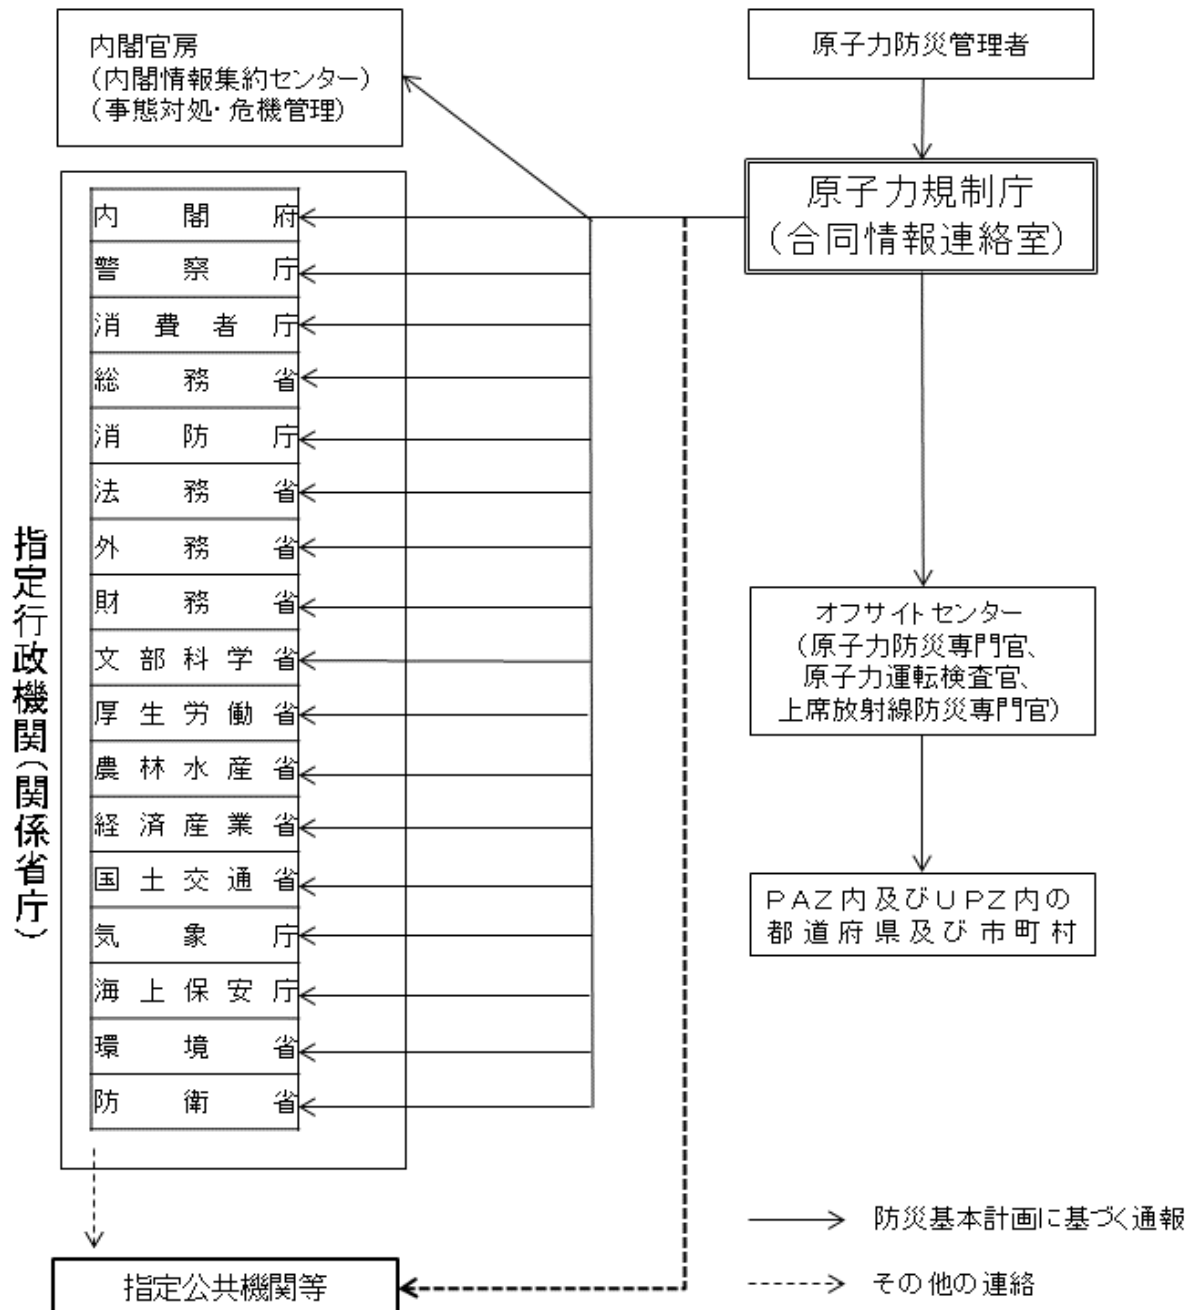 内閣官房
(内閣情報集約センター)
(事態対処・危機管理)
原子力防災管理者
原子力規制庁
(合同情報連絡室)
指定行政機関(関係省庁)
内閣府
警察庁
消費者庁
総務省
消防庁
法務省
外務省
財務省
文部科学省
厚生労働省
農林水産省
経済産業省
国土交通省
気象庁
海上保安庁
環境省
防衛省
オフサイトセンター
(原子力防災専門官、
原子力運転検査官、
上席放射線防災専門官)
PAZ内及びUPZ内の
都道府県及び市町村
指定公共機関等
防災基本計画に基づく通報
その他の連絡